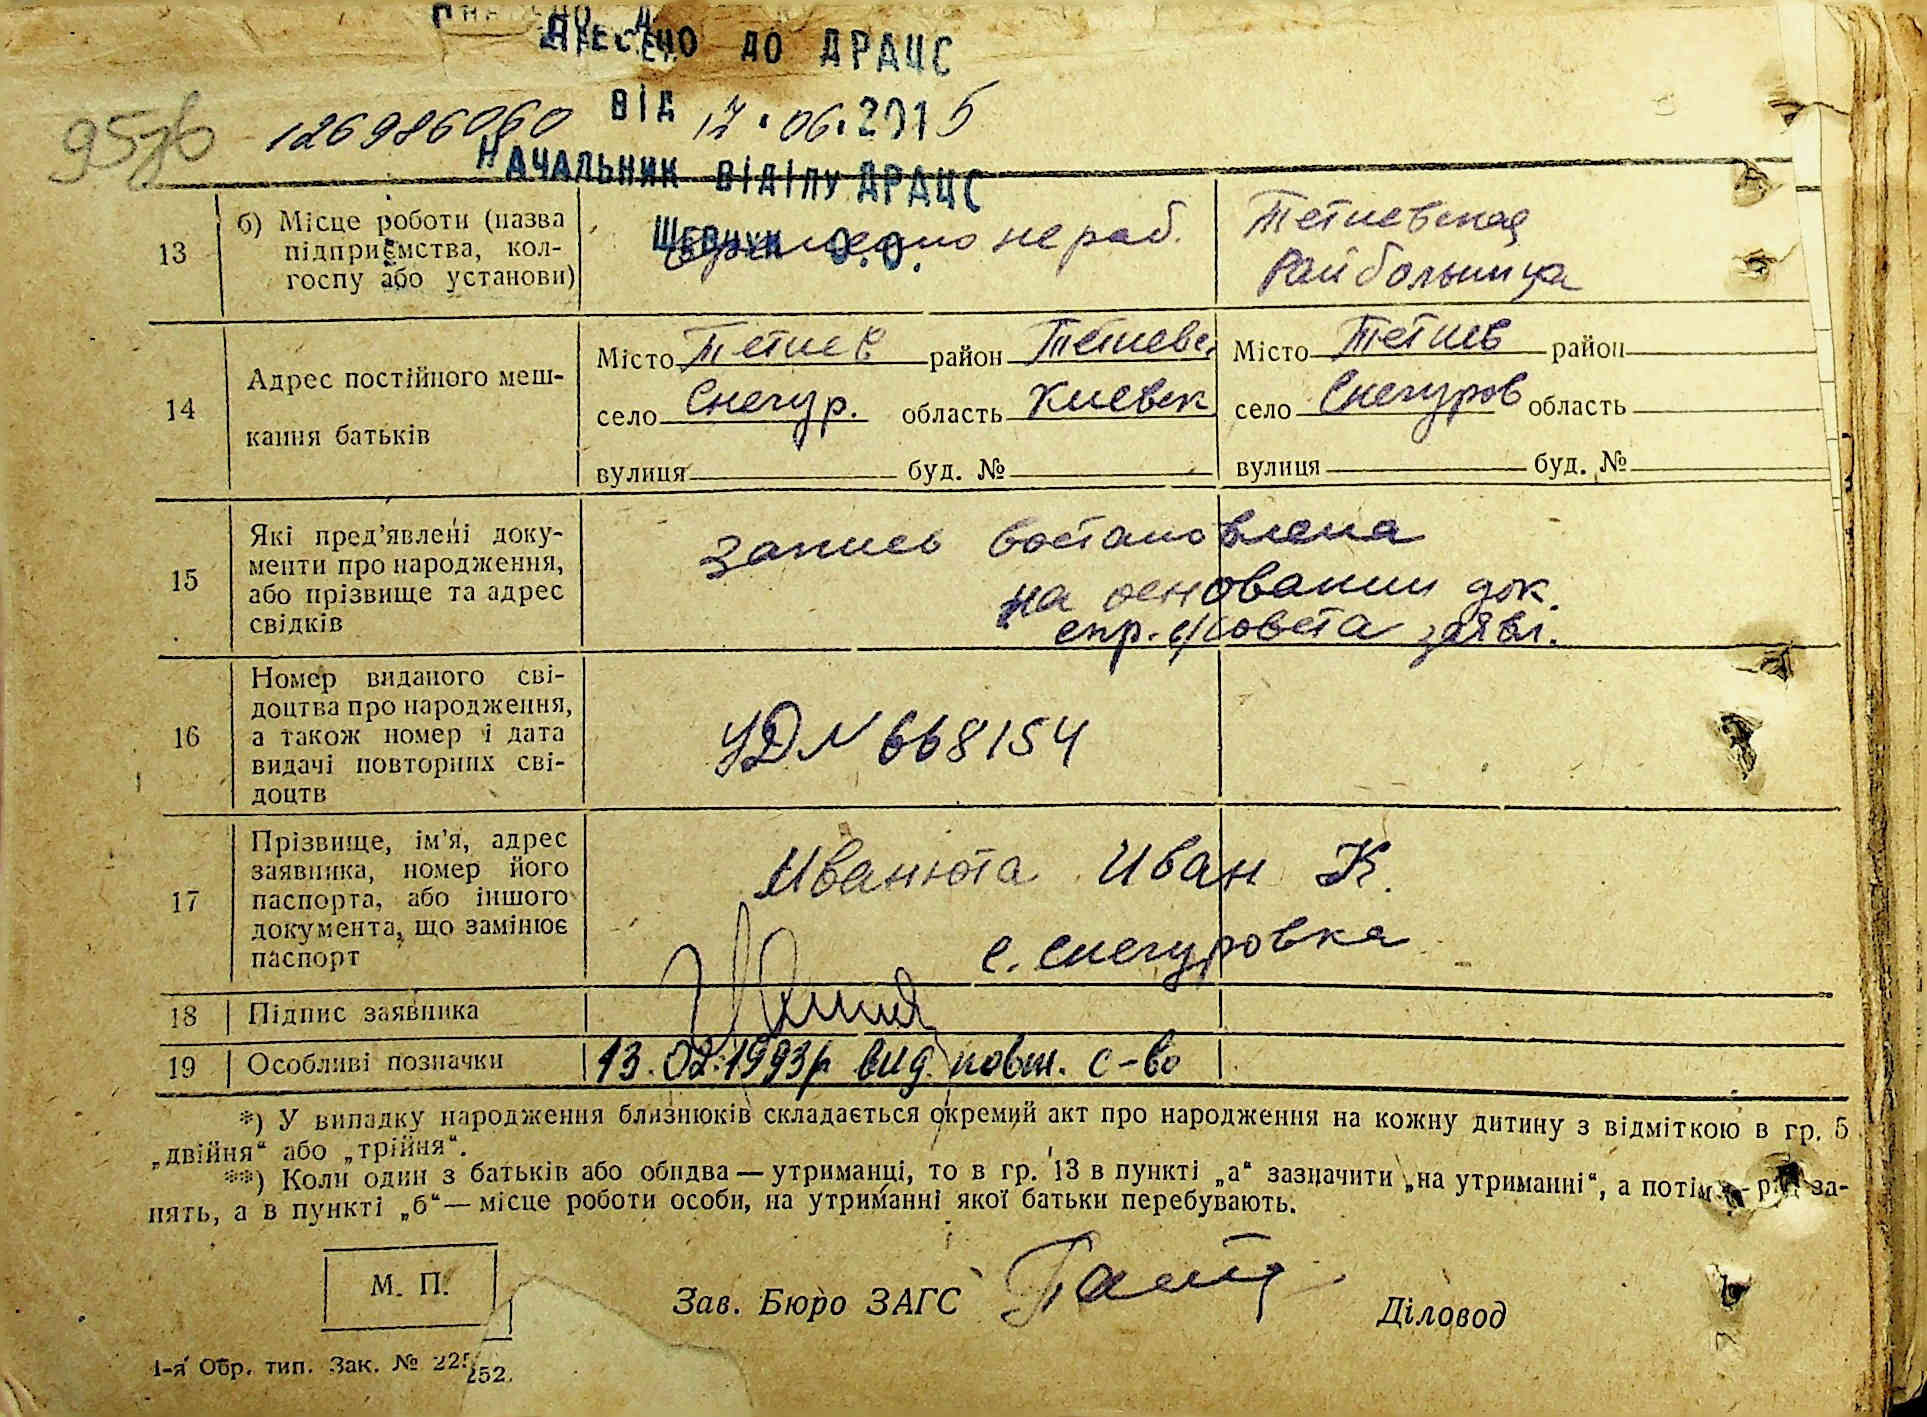 Внесено до ДРАЦС
126986060 від 17.06.2015
Начальник відділу ДРАЦС
Шевчук О.О.
13 б) Місце роботи (назва підприємства, колгоспу або установи)
временно не раб.
Тетиевская
Райбольница
14 Адрес постійного мешкання батьків
Місто Тетиев район Тетиевс.
село Снегур. область Киевск
вулиця буд. №
Місто Тетиев район
село Снегуров область
вулиця буд. №
15 Які пред’явлені документи про народження, або прізвище та адрес свідків
запись востановлена
на основании док.
спр. с/совета заявл.
16 Номер виданого свідоцтва про народження, а також номер і дата видачі повторних свідоцтв
УД N 668154
17 Прізвище, ім’я, адрес заявника, номер його паспорта, або іншого документа, що замінює паспорт
Иванюта Иван К.
с. Снегуровка
18 Підпис заявника
19 Особливі позначки
13.02.1993р вид. повт. с-во
*) У випадку народження близнюків складається окремий акт про народження на кожну дитину з відміткою в гр. 5
„двійня“ або „трійня“.
**) Коли один з батьків або обидва — утриманці, то в гр. 13 в пункті „а“ зазначити „на утриманні“, а потім — рід за-
нять, а в пункті „б“ — місце роботи особи, на утриманні якої батьки перебувають.
М. П.
Зав. Бюро ЗАГС
Діловод
1-я Обр. тип. Зак. № 225
252.